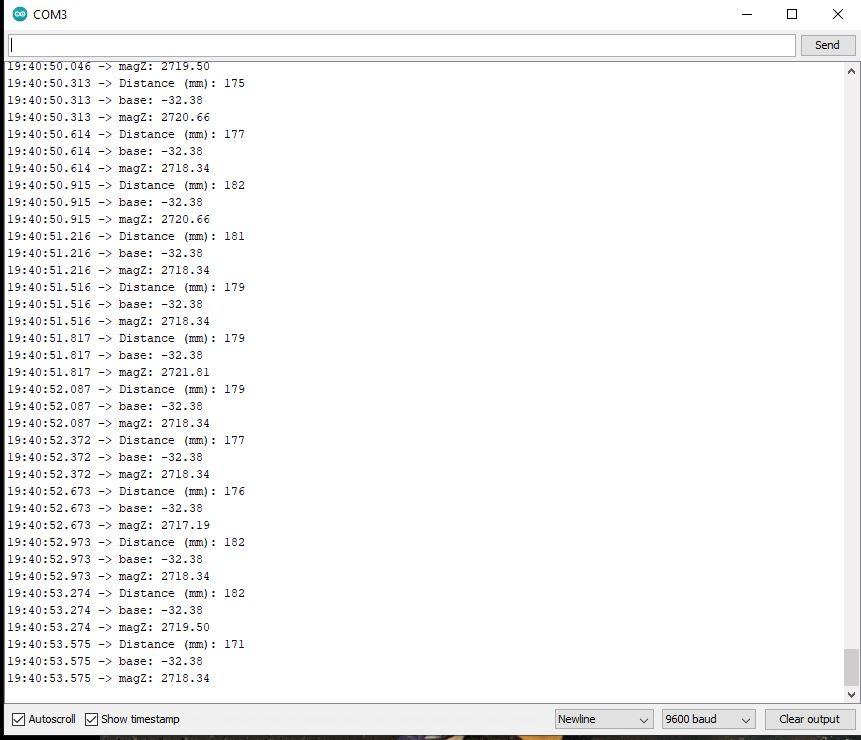 COM3
Send
19:40:50.046 -> magZ: 2719.50
19:40:50.313 -> Distance (mm): 175
19:40:50.313 -> base: -32.38
19:40:50.313 -> magZ: 2720.66
19:40:50.614 -> Distance (mm): 177
19:40:50.614 -> base: -32.38
19:40:50.614 -> magZ: 2718.34
19:40:50.915 -> Distance (mm): 182
19:40:50.915 -> base: -32.38
19:40:50.915 -> magZ: 2720.66
19:40:51.216 -> Distance (mm): 181
19:40:51.216 -> base: -32.38
19:40:51.216 -> magZ: 2718.34
19:40:51.516 -> Distance (mm): 179
19:40:51.516 -> base: -32.38
19:40:51.516 -> magZ: 2718.34
19:40:51.817 -> Distance (mm): 179
19:40:51.817 -> base: -32.38
19:40:51.817 -> magZ: 2721.81
19:40:52.087 -> Distance (mm): 179
19:40:52.087 -> base: -32.38
19:40:52.087 -> magZ: 2718.34
19:40:52.372 -> Distance (mm): 177
19:40:52.372 -> base: -32.38
19:40:52.372 -> magZ: 2718.34
19:40:52.673 -> Distance (mm): 176
19:40:52.673 -> base: -32.38
19:40:52.673 -> magZ: 2717.19
19:40:52.973 -> Distance (mm): 182
19:40:52.973 -> base: -32.38
19:40:52.973 -> magZ: 2718.34
19:40:53.274 -> Distance (mm): 182
19:40:53.274 -> base: -32.38
19:40:53.274 -> magZ: 2719.50
19:40:53.575 -> Distance (mm): 171
19:40:53.575 -> base: -32.38
19:40:53.575 -> magZ: 2718.34
Autoscroll Show timestamp Newline 9600 baud Clear output